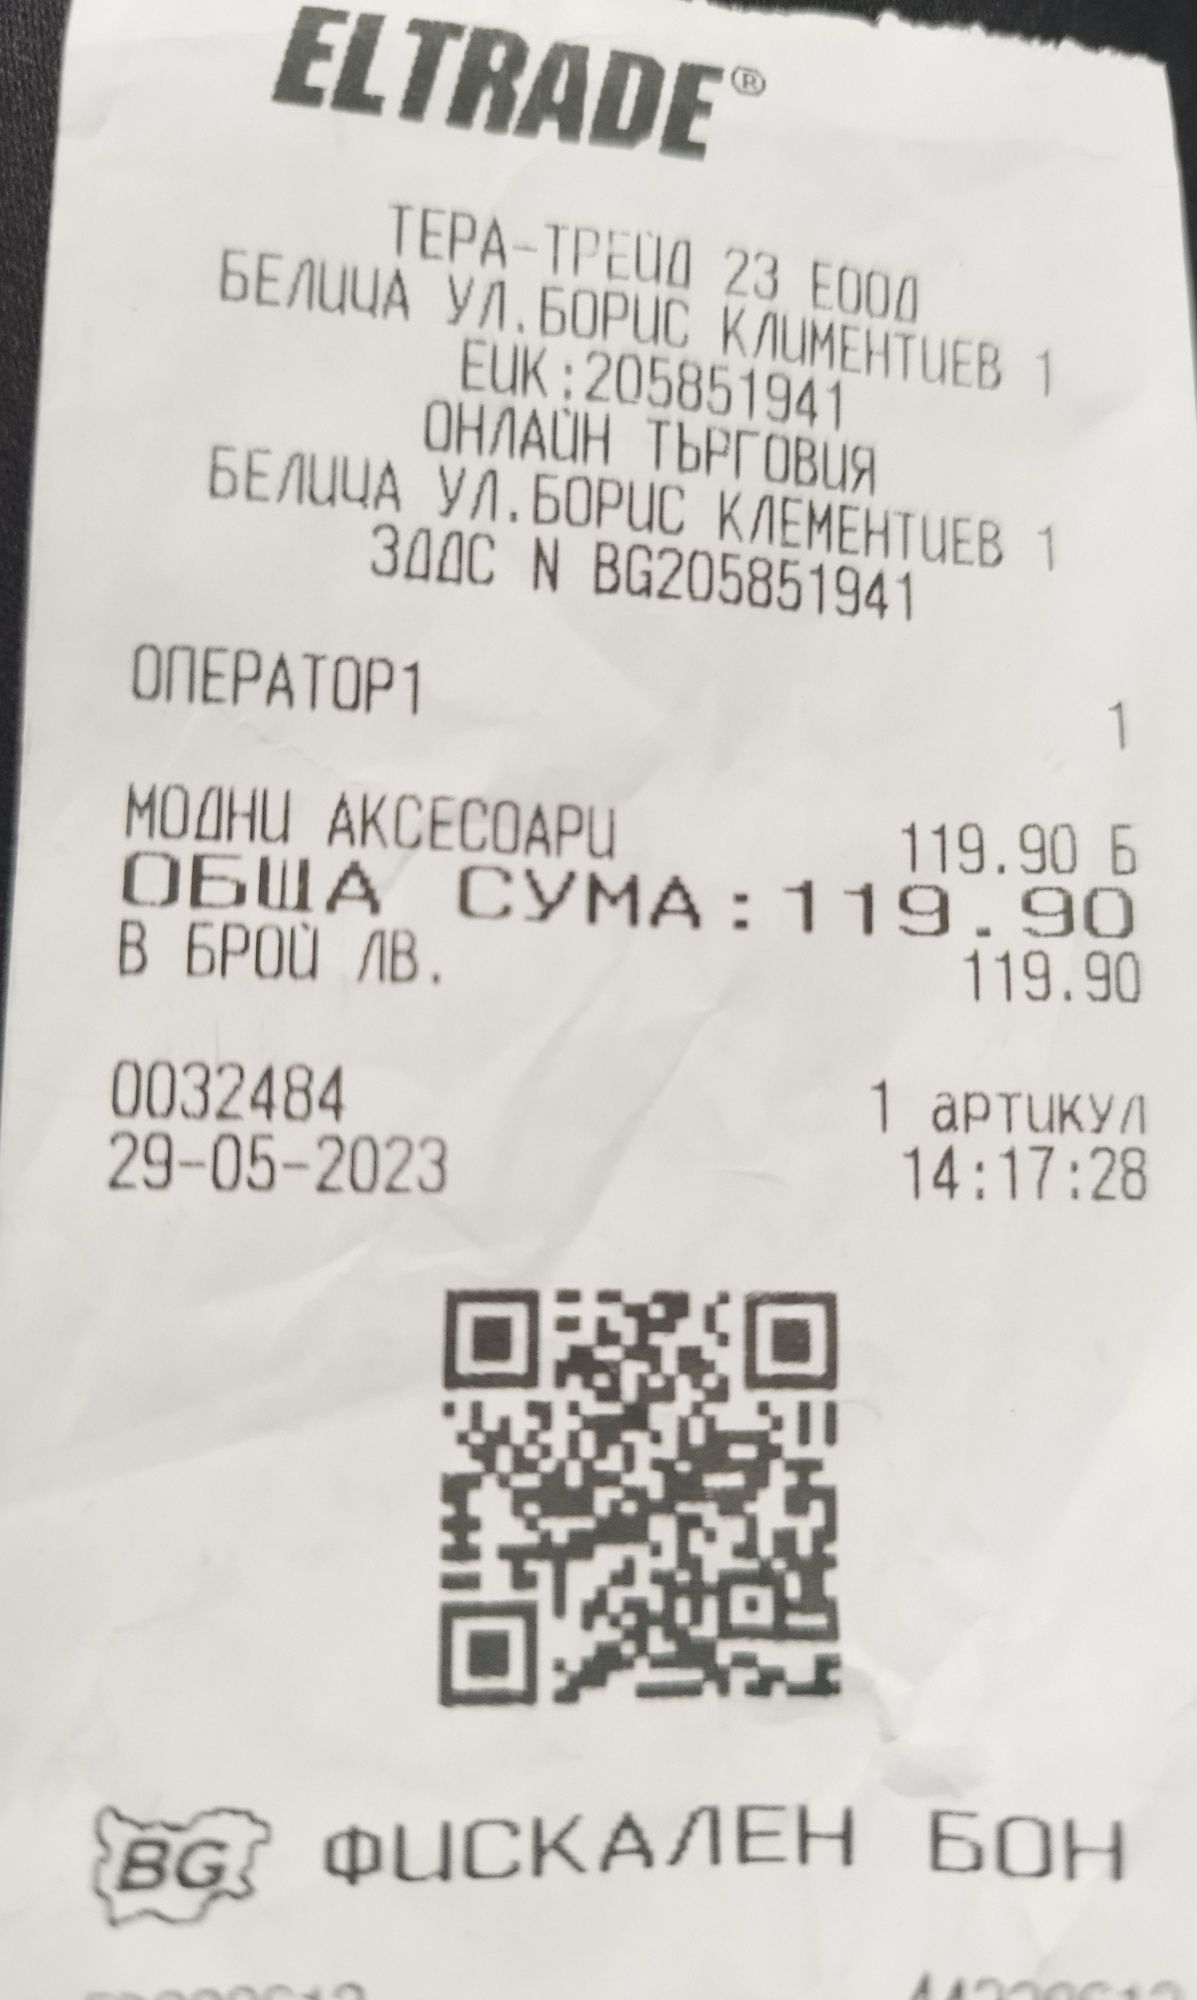 ELTRADE®
ТЕРА-ТРЕЙД 23 ЕООД
БЕЛИЦА УЛ.БОРИС КЛИМЕНТИЕВ 1
ЕИК:205851941
ОНЛАЙН ТЪРГОВИЯ
БЕЛИЦА УЛ.БОРИС КЛЕМЕНТИЕВ 1
ЗДДС N BG205851941
ОПЕРАТОР1 1
МОДНИ АКСЕСОАРИ 119.90 Б
ОБЩА СУМА:119.90
В БРОЙ ЛВ. 119.90
0032484 1 артикул
29-05-2023 14:17:28
BG ФИСКАЛЕН БОН